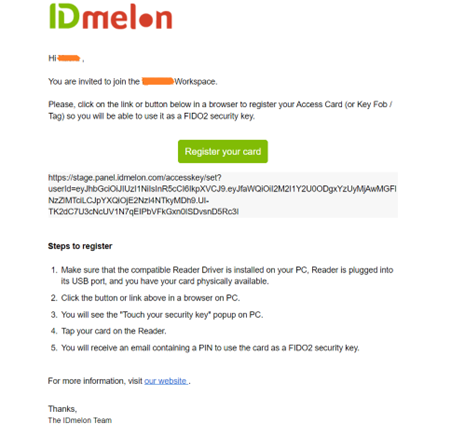 IDmelon
Hi ,
You are invited to join the Workspace.
Please, click on the link or button below in a browser to register your Access Card (or Key Fob /
Tag) so you will be able to use it as a FIDO2 security key.
Register your card
https://stage.panel.idmelon.com/accesskey/set?
Steps to register
1. Make sure that the compatible Reader Driver is installed on your PC, Reader is plugged into
its USB port, and you have your card physically available.
2. Click the button or link above in a browser on PC.
3. You will see the "Touch your security key" popup on PC.
4. Tap your card on the Reader.
5. You will receive an email containing a PIN to use the card as a FIDO2 security key.
For more information, visit our website .
Thanks,
The IDmelon Team